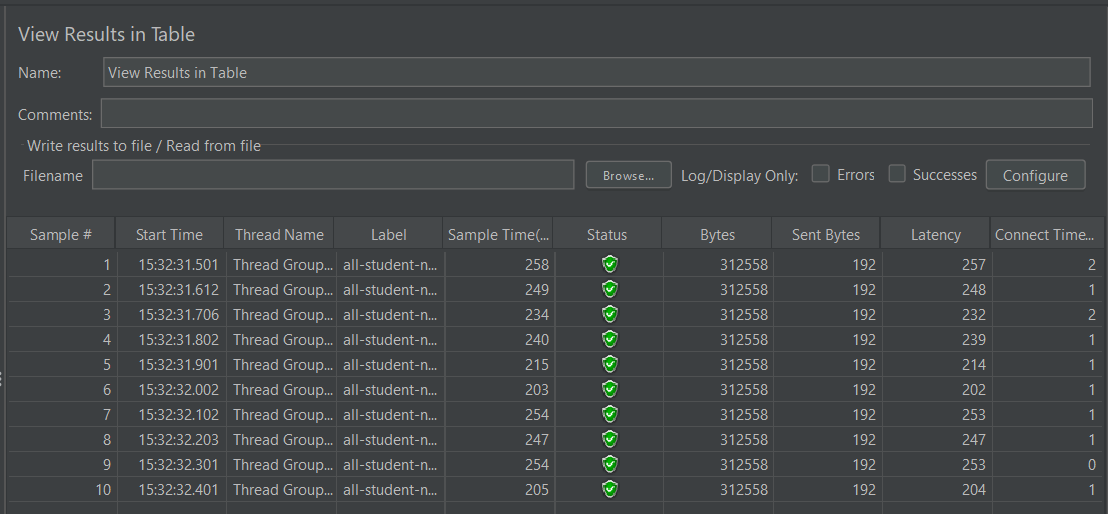 View Results in Table
Name: View Results in Table
Comments:
Write results to file / Read from file
Filename Browse... Log/Display Only: Errors Successes Configure
Sample # Start Time Thread Name Label Sample Time(... Status Bytes Sent Bytes Latency Connect Time...
1 15:32:31.501 Thread Group... all-student-n... 258 312558 192 257 2
2 15:32:31.612 Thread Group... all-student-n... 249 312558 192 248 1
3 15:32:31.706 Thread Group... all-student-n... 234 312558 192 232 2
4 15:32:31.802 Thread Group... all-student-n... 240 312558 192 239 1
5 15:32:31.901 Thread Group... all-student-n... 215 312558 192 214 1
6 15:32:32.002 Thread Group... all-student-n... 203 312558 192 202 1
7 15:32:32.102 Thread Group... all-student-n... 254 312558 192 253 1
8 15:32:32.203 Thread Group... all-student-n... 247 312558 192 247 1
9 15:32:32.301 Thread Group... all-student-n... 254 312558 192 253 0
10 15:32:32.401 Thread Group... all-student-n... 205 312558 192 204 1